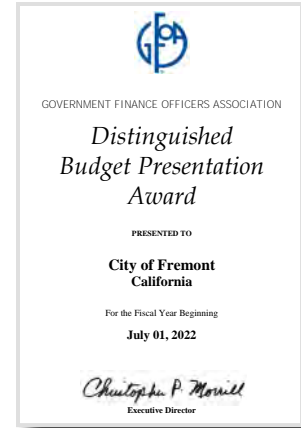 GFOA
GOVERNMENT FINANCE OFFICERS ASSOCIATION
Distinguished
Budget Presentation
Award
PRESENTED TO
City of Fremont
California
For the Fiscal Year Beginning
July 01, 2022
Christopher P. Morrill
Executive Director